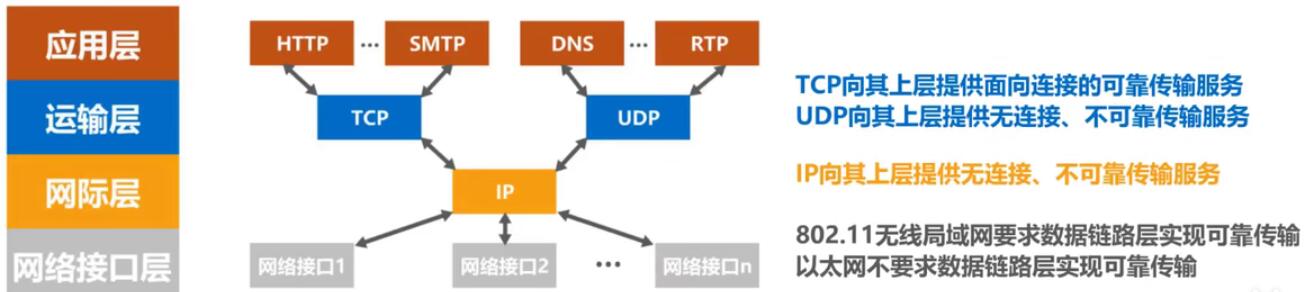 应用层
HTTP ... SMTP DNS ... RTP
运输层
TCP UDP
TCP向其上层提供面向连接的可靠传输服务
UDP向其上层提供无连接、不可靠传输服务
网际层
IP
IP向其上层提供无连接、不可靠传输服务
网络接口层
网络接口1 网络接口2 ... 网络接口n
802.11无线局域网要求数据链路层实现可靠传输
以太网不要求数据链路层实现可靠传输